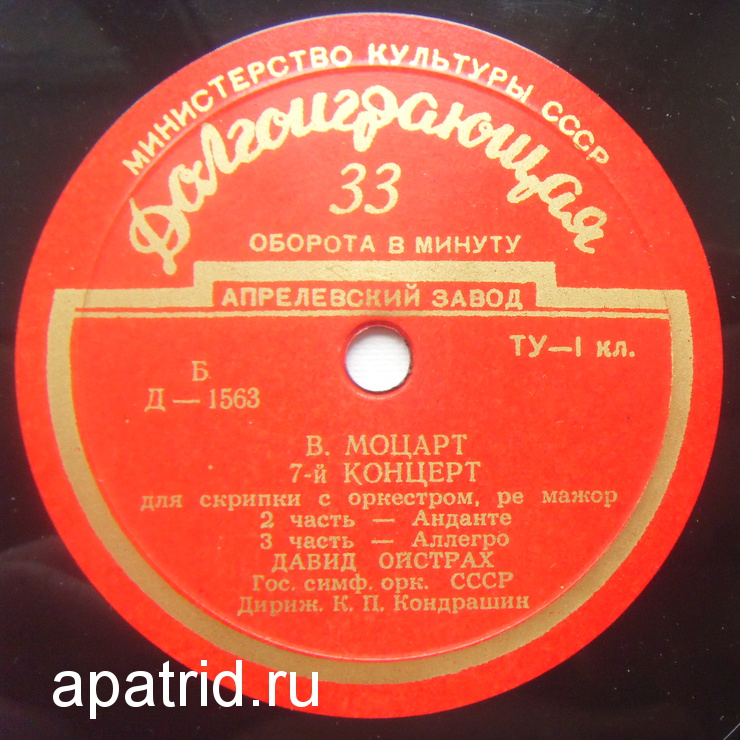 МИНИСТЕРСТВО КУЛЬТУРЫ СССР
Долгоиграющая
33
ОБОРОТА В МИНУТУ
АПРЕЛЕВСКИЙ ЗАВОД
ТУ—I кл.
Б
Д — 1563
В. МОЦАРТ
7-й КОНЦЕРТ
для скрипки с оркестром, ре мажор
2 часть — Анданте
3 часть — Аллегро
ДАВИД ОЙСТРАХ
Гос. симф. орк. СССР
Дириж. К. П. Кондрашин
apatrid.ru